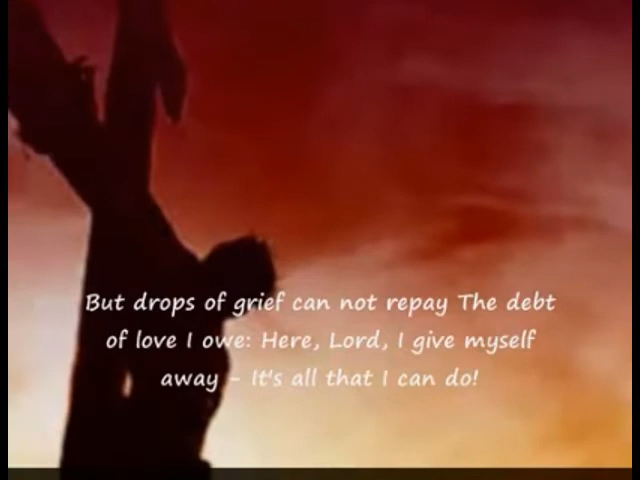 But drops of grief can not repay The debt
of love I owe: Here, Lord, I give myself
away - It's all that I can do!